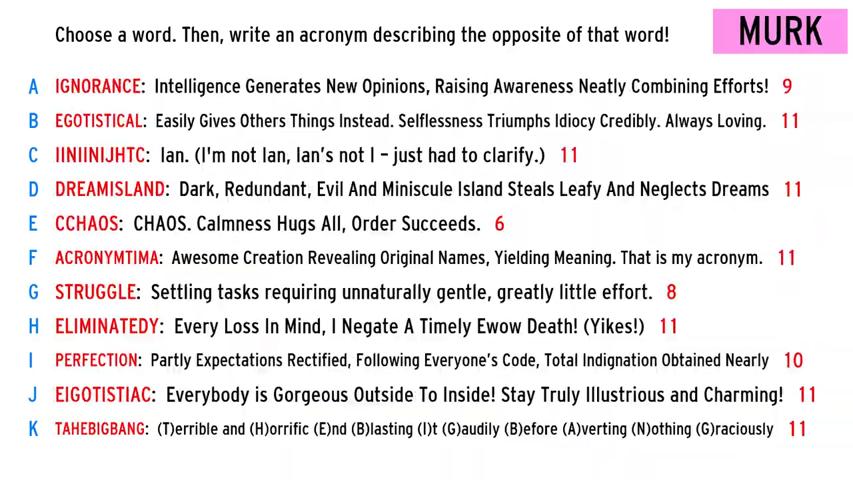 Choose a word. Then, write an acronym describing the opposite of that word! MURK
A IGNORANCE: Intelligence Generates New Opinions, Raising Awareness Neatly Combining Efforts! 9
B EGOTISTICAL: Easily Gives Others Things Instead. Selflessness Triumphs Idiocy Credibly. Always Loving. 11
C IINIINIJHTC: Ian. (I'm not Ian, Ian's not I – just had to clarify.) 11
D DREAMISLAND: Dark, Redundant, Evil And Miniscule Island Steals Leafy And Neglects Dreams 11
E CCHAOS: CHAOS. Calmness Hugs All, Order Succeeds. 6
F ACRONYMTIMA: Awesome Creation Revealing Original Names, Yielding Meaning. That is my acronym. 11
G STRUGGLE: Settling tasks requiring unnaturally gentle, greatly little effort. 8
H ELIMINATEDY: Every Loss In Mind, I Negate A Timely Ewow Death! (Yikes!) 11
I PERFECTION: Partly Expectations Rectified, Following Everyone's Code, Total Indignation Obtained Nearly 10
J EIGOTISTIAC: Everybody is Gorgeous Outside To Inside! Stay Truly Illustrious and Charming! 11
K TAHEBIGBANG: (T)errible and (H)orrific (E)nd (B)lasting (I)t (G)audily (B)efore (A)verting (N)othing (G)raciously 11